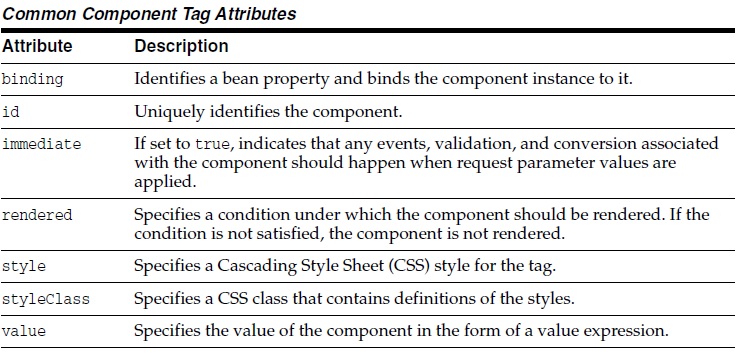 Common Component Tag Attributes
Attribute Description
binding Identifies a bean property and binds the component instance to it.
id Uniquely identifies the component.
immediate If set to true, indicates that any events, validation, and conversion associated
with the component should happen when request parameter values are
applied.
rendered Specifies a condition under which the component should be rendered. If the
condition is not satisfied, the component is not rendered.
style Specifies a Cascading Style Sheet (CSS) style for the tag.
styleClass Specifies a CSS class that contains definitions of the styles.
value Specifies the value of the component in the form of a value expression.